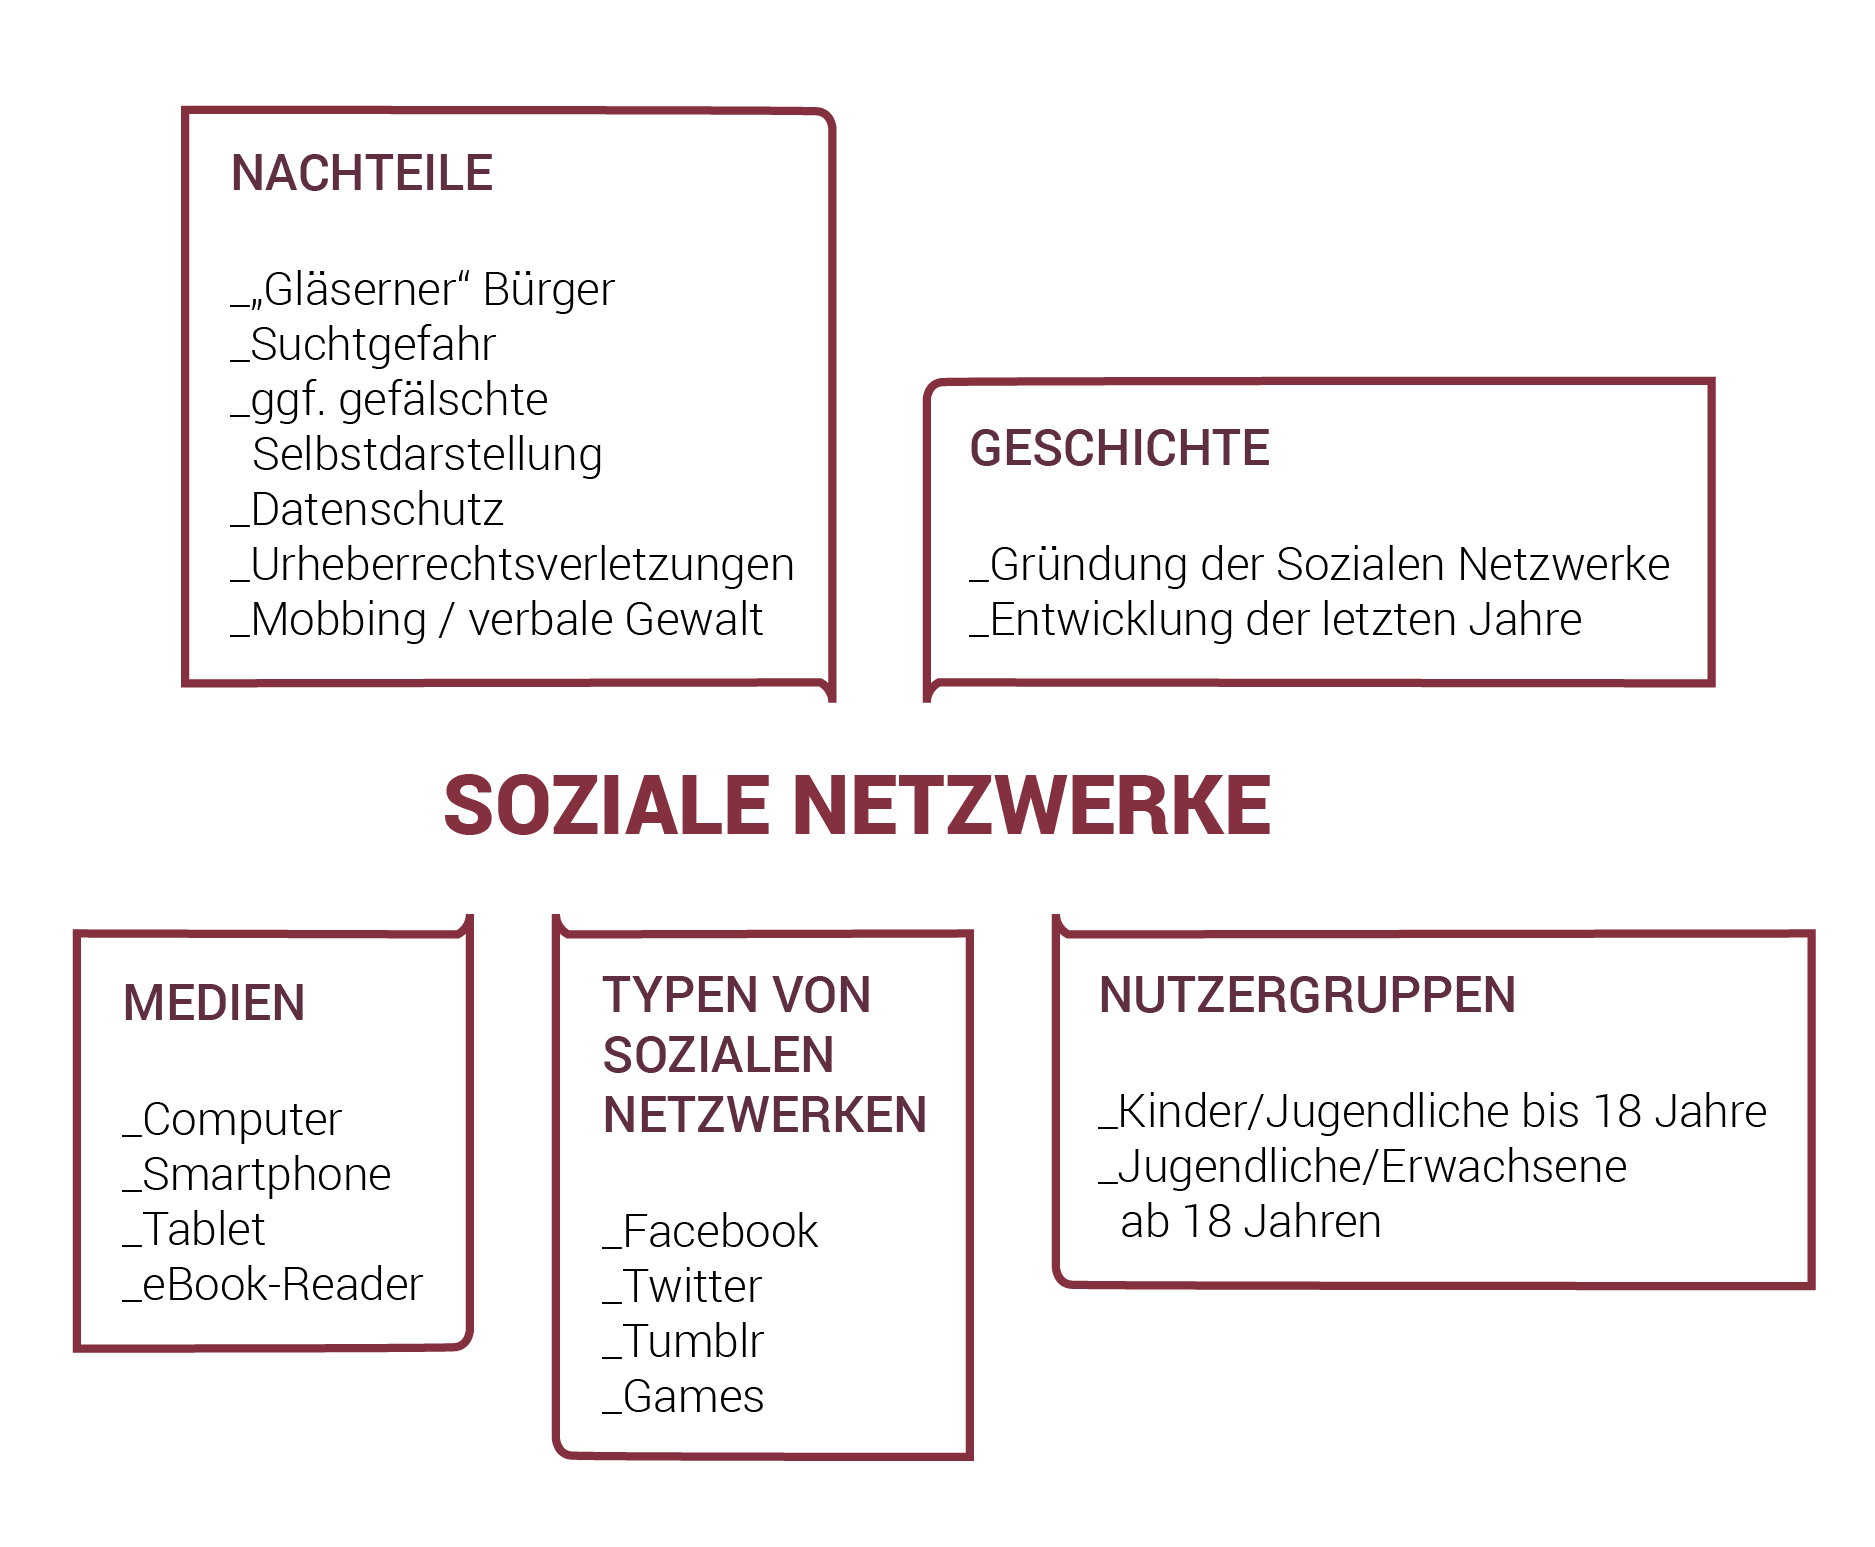 NACHTEILE
_„Gläserner“ Bürger
_Suchtgefahr
_ggf. gefälschte
Selbstdarstellung
_Datenschutz
_Urheberrechtsverletzungen
_Mobbing / verbale Gewalt
GESCHICHTE
_Gründung der Sozialen Netzwerke
_Entwicklung der letzten Jahre
SOZIALE NETZWERKE
MEDIEN
_Computer
_Smartphone
_Tablet
_eBook-Reader
TYPEN VON
SOZIALEN
NETZWERKEN
_Facebook
_Twitter
_Tumblr
_Games
NUTZERGRUPPEN
_Kinder/Jugendliche bis 18 Jahre
_Jugendliche/Erwachsene
ab 18 Jahren